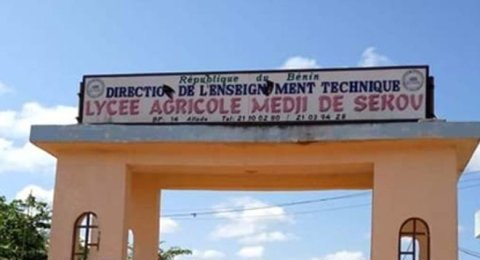 République du Bénin
DIRECTION DE L'ENSEIGNEMENT TECHNIQUE
LYCEE AGRICOLE MEDJI DE SEKOU
BP: 14 Allada Tel: 21 10 02 80 / 21 03 94 28